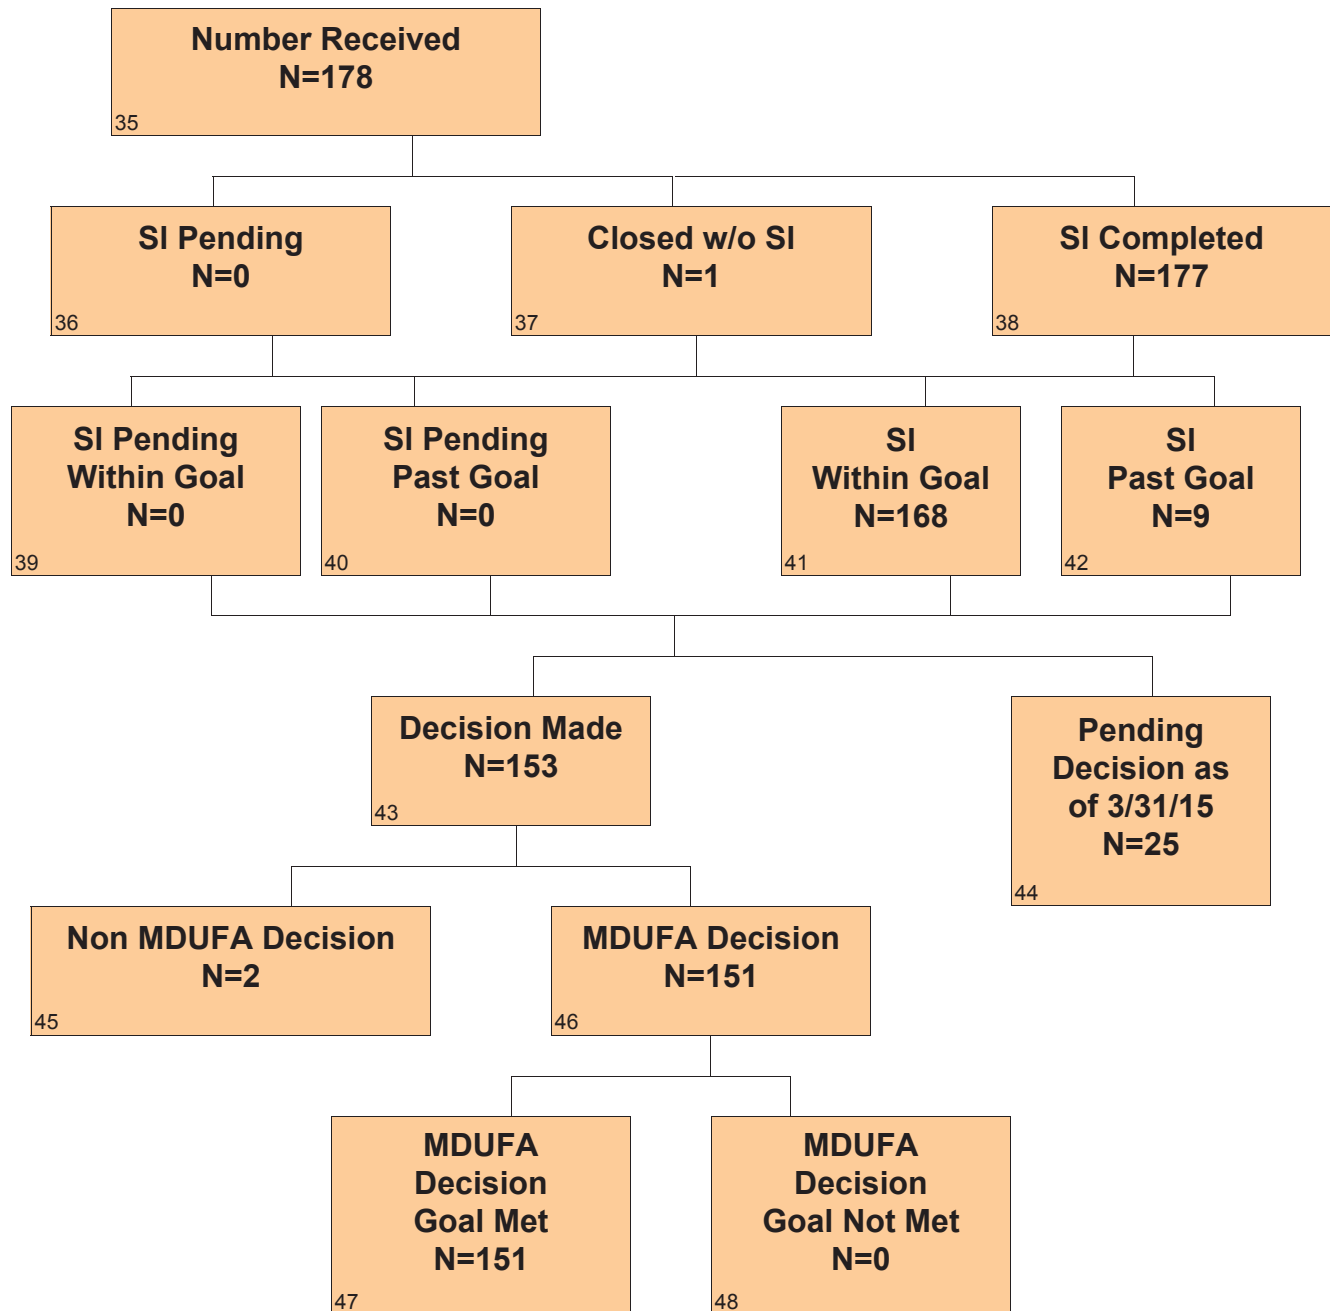 Number Received
N=178
35
SI Pending
N=0
36
Closed w/o SI
N=1
37
SI Completed
N=177
38
SI Pending
Within Goal
N=0
39
SI Pending
Past Goal
N=0
40
SI
Within Goal
N=168
41
SI
Past Goal
N=9
42
Decision Made
N=153
43
Pending
Decision as
of 3/31/15
N=25
44
Non MDUFA Decision
N=2
45
MDUFA Decision
N=151
46
MDUFA
Decision
Goal Met
N=151
47
MDUFA
Decision
Goal Not Met
N=0
48